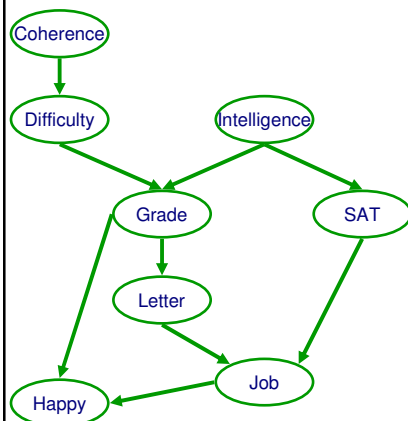 Coherence
Difficulty
Intelligence
Grade
SAT
Letter
Job
Happy